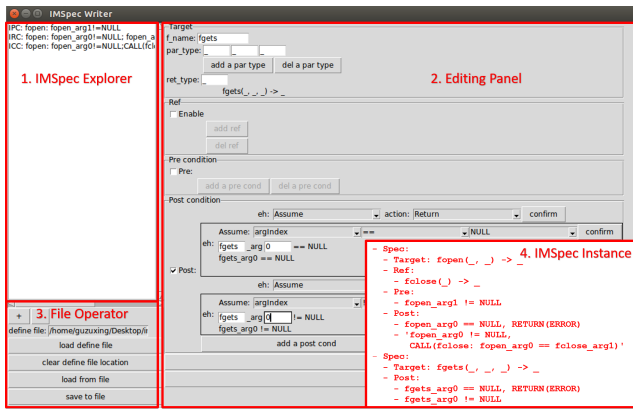 IMSpec Writer
IPC: fopen: fopen_arg1!=NULL
IRC: fopen: fopen_arg0!=NULL; fopen_a
ICC: fopen: fopen_arg0!=NULL;CALL(fcl
1. IMSpec Explorer
+
3. File Operator
define file: /home/guzuxing/Desktop/ir
load define file
clear define file location
load from file
save to file
Target
f_name: fgets
par_type: _ _ _
add a par type del a par type
ret_type: _
fgets(_, _, _) -> _
2. Editing Panel
Ref
Enable
add ref
del ref
Pre condition
Pre:
add a pre cond del a pre cond
Post condition
eh: Assume action: Return confirm
Assume: argIndex == NULL confirm
eh: fgets _arg 0 == NULL
fgets_arg0 == NULL
Post:
eh: Assume
Assume: argIndex
eh: fgets _arg 0 != NULL
fgets_arg0 != NULL
add a post cond
4. IMSpec Instance
- Spec:
- Target: fopen(_, _) -> _
- Ref:
- fclose(_) -> _
- Pre:
- fopen_arg1 != NULL
- Post:
- fopen_arg0 == NULL, RETURN(ERROR)
- 'fopen_arg0 != NULL,
CALL(fclose: fopen_arg0 == fclose_arg1)'
- Spec:
- Target: fgets(_, _, _) -> _
- Post:
- fgets_arg0 == NULL, RETURN(ERROR)
- fgets_arg0 != NULL